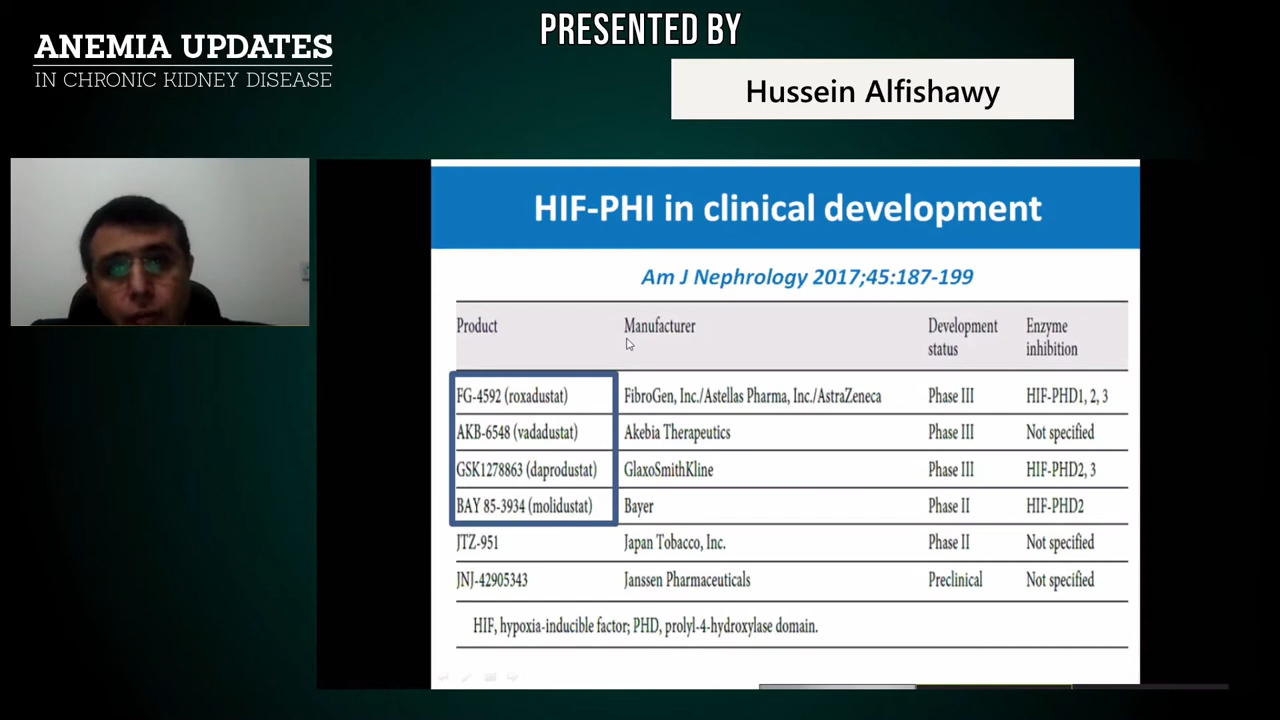 PRESENTED BY
ANEMIA UPDATES
IN CHRONIC KIDNEY DISEASE
Hussein Alfishawy
HIF-PHI in clinical development
Am J Nephrology 2017;45:187-199
Product Manufacturer Development status Enzyme inhibition
FG-4592 (roxadustat) FibroGen, Inc./Astellas Pharma, Inc./AstraZeneca Phase III HIF-PHD1, 2, 3
AKB-6548 (vadadustat) Akebia Therapeutics Phase III Not specified
GSK1278863 (daprodustat) GlaxoSmithKline Phase III HIF-PHD2, 3
BAY 85-3934 (molidustat) Bayer Phase II HIF-PHD2
JTZ-951 Japan Tobacco, Inc. Phase II Not specified
JNJ-42905343 Janssen Pharmaceuticals Preclinical Not specified
HIF, hypoxia-inducible factor; PHD, prolyl-4-hydroxylase domain.